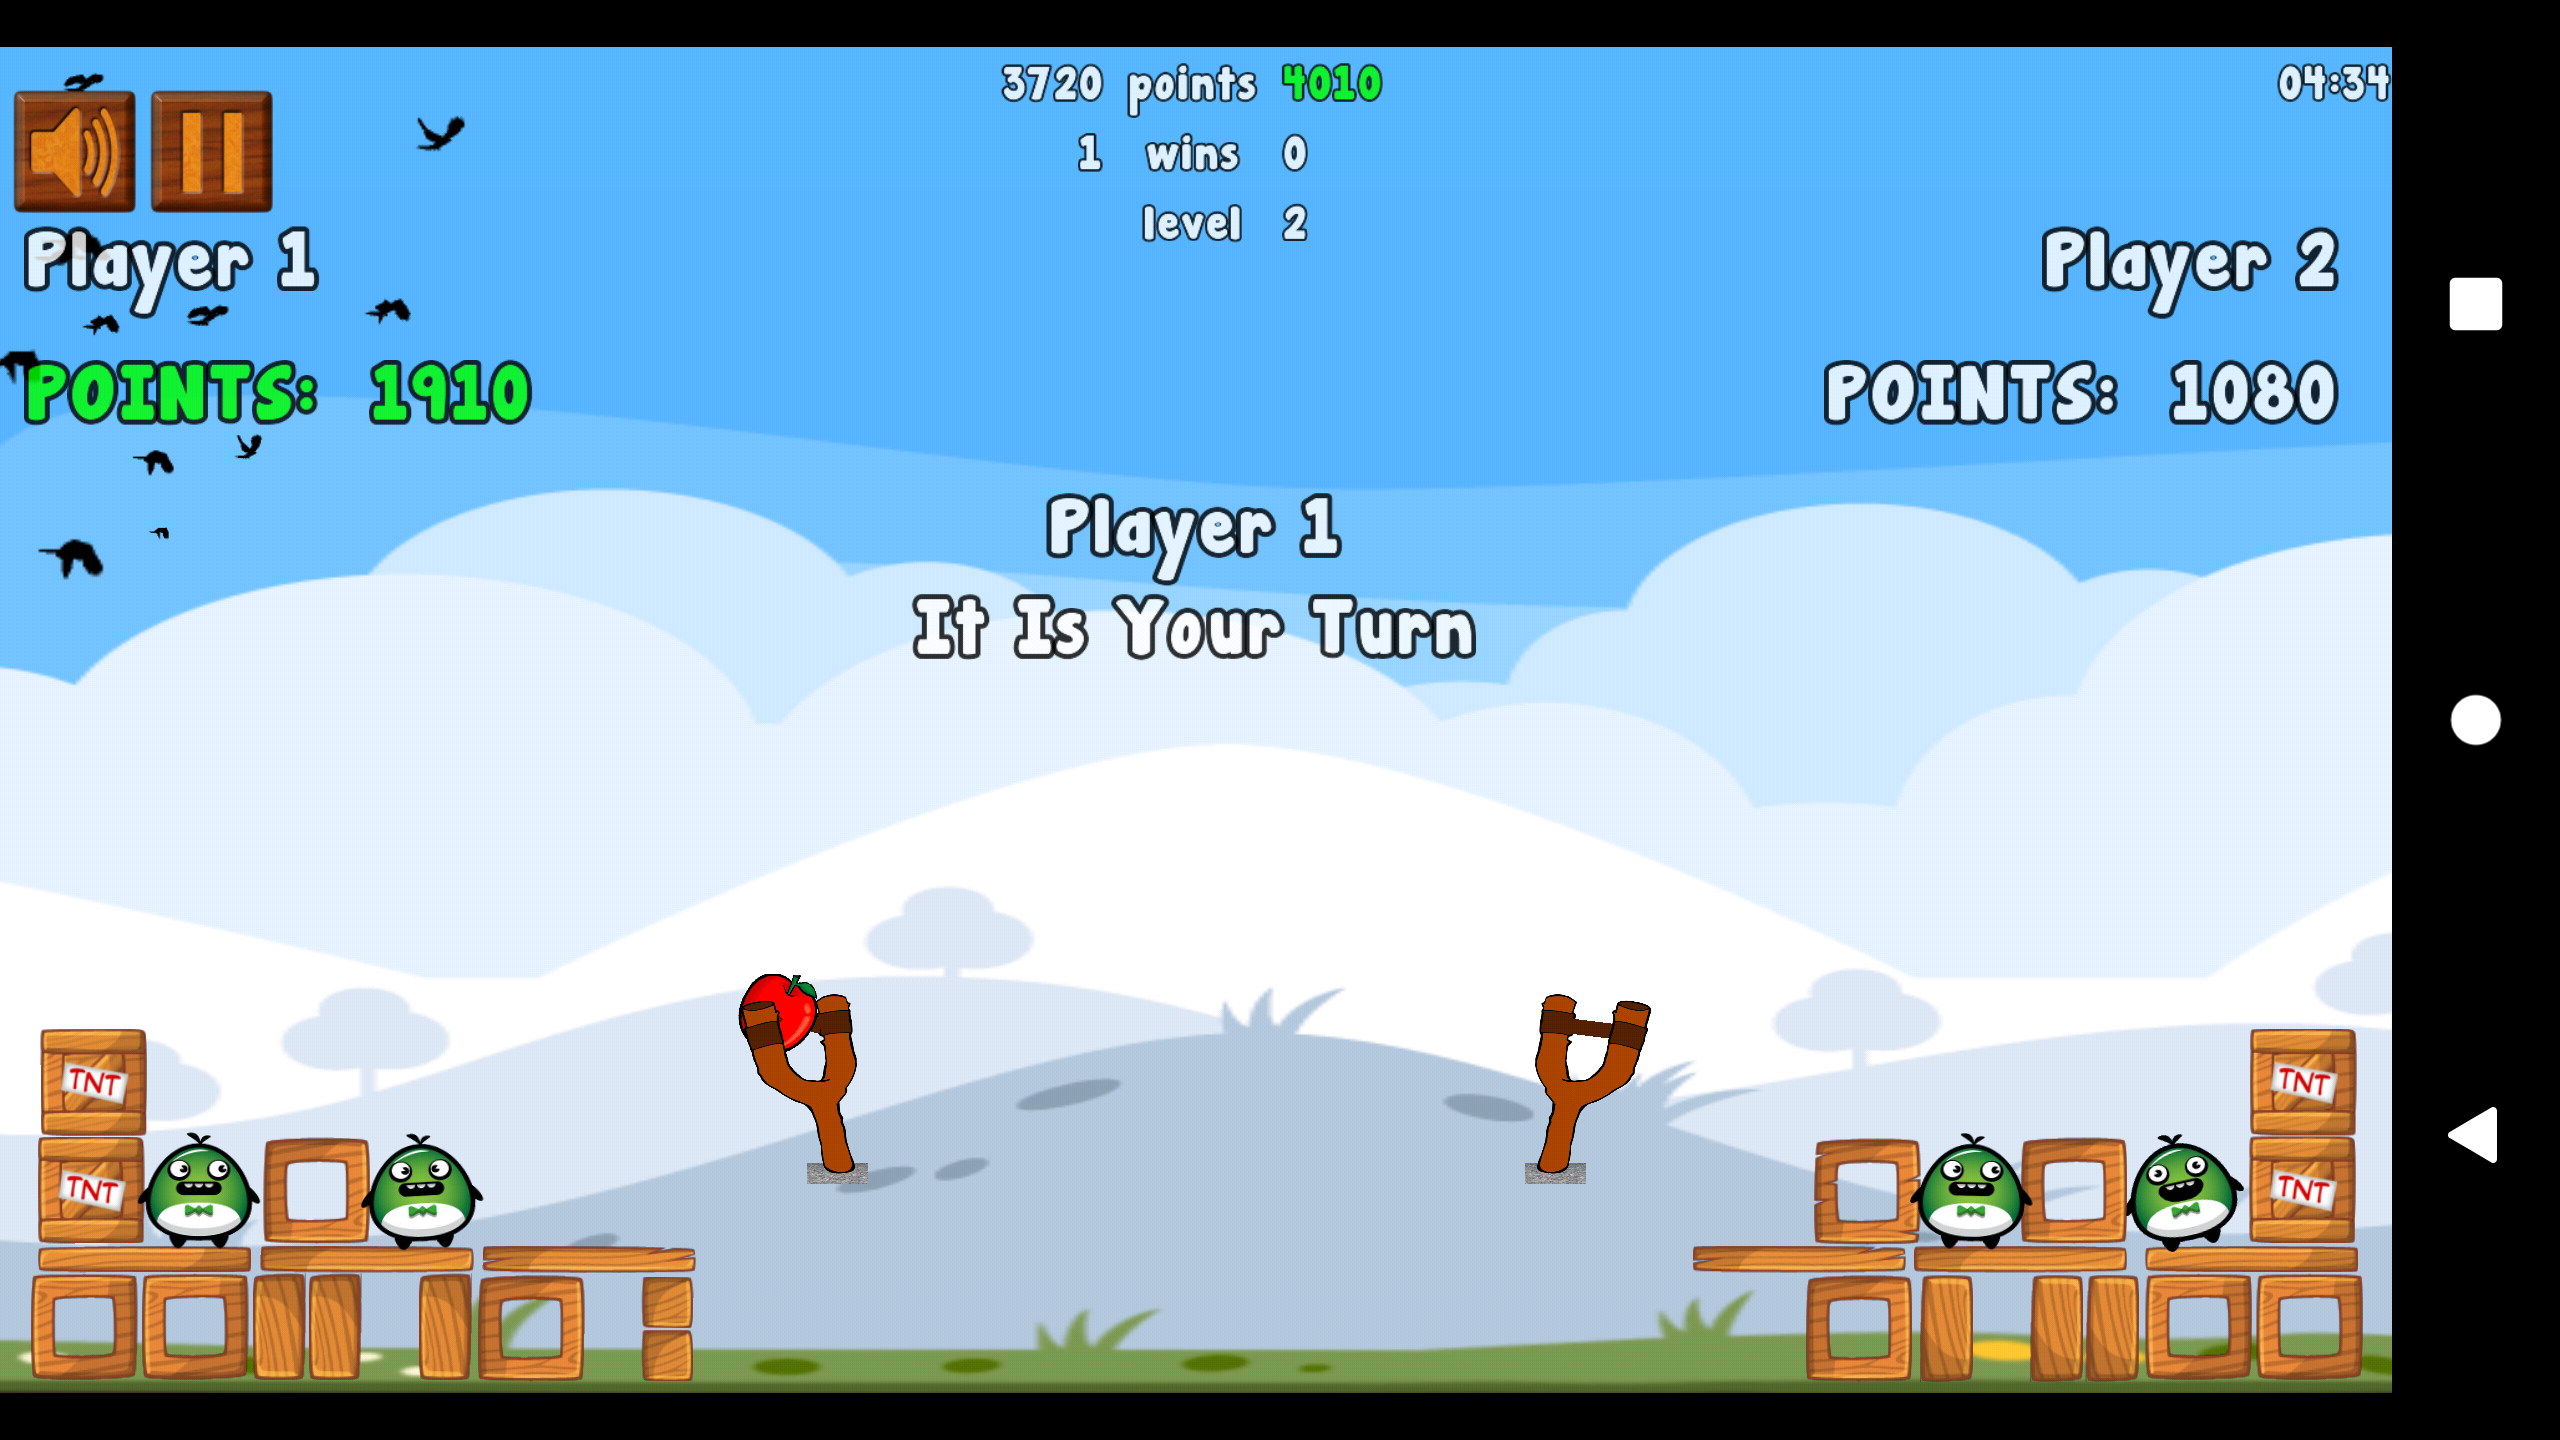 3720 points 4010
04:34
1 wins 0
level 2
Player 1
Player 2
POINTS: 1910
POINTS: 1080
Player 1
It Is Your Turn
TNT
TNT
TNT
TNT